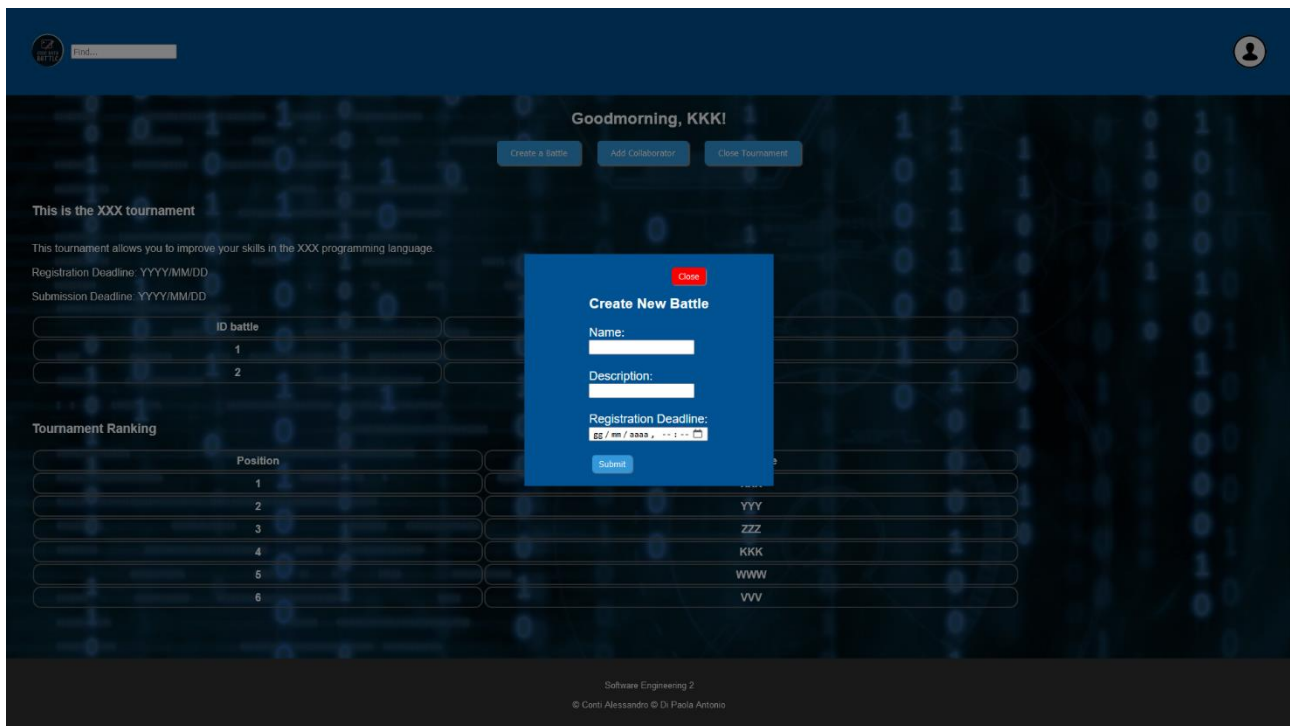 CODE KATA
BATTLE
Find...
Goodmorning, KKK!
Create a Battle Add Collaborator Close Tournament
This is the XXX tournament
This tournament allows you to improve your skills in the XXX programming language.
Registration Deadline: YYYY/MM/DD
Submission Deadline: YYYY/MM/DD
ID battle
1
2
Close
Create New Battle
Name:
Description:
Registration Deadline:
gg/mm/aaaa, --:--
Submit
Tournament Ranking
Position
1
2 YYY
3 ZZZ
4 KKK
5 WWW
6 VVV
Software Engineering 2
© Conti Alessandro © Di Paola Antonio